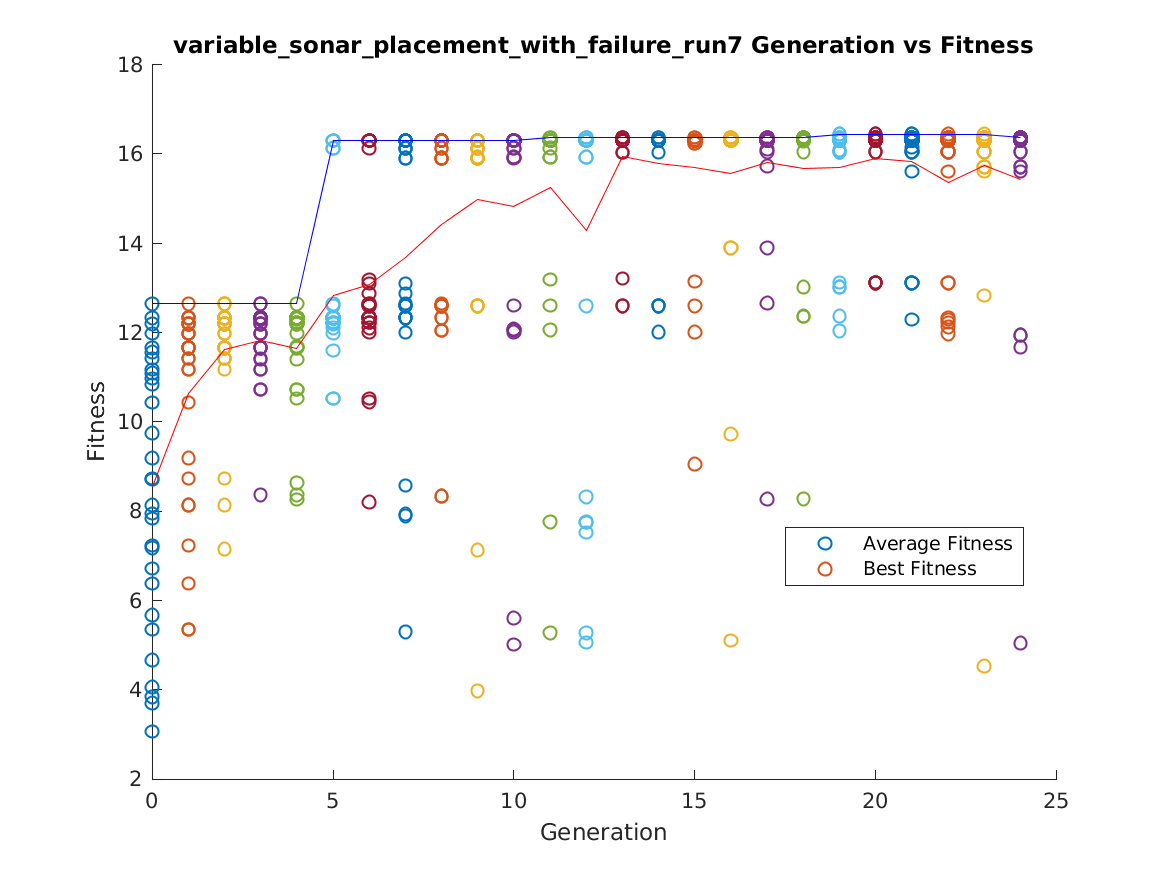 variable_sonar_placement_with_failure_run7 Generation vs Fitness
18
16
14
12
10
8
6
4
2
Fitness
Average Fitness
Best Fitness
0 5 10 15 20 25
Generation